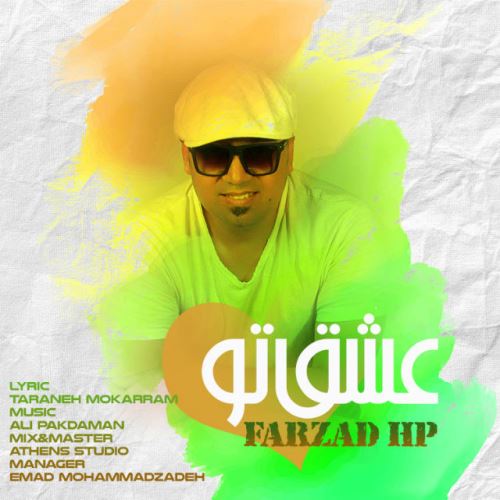 عشق تو
FARZAD HP
LYRIC
TARANEH MOKARRAM
MUSIC
ALI PAKDAMAN
MIX&MASTER
ATHENS STUDIO
MANAGER
EMAD MOHAMMADZADEH